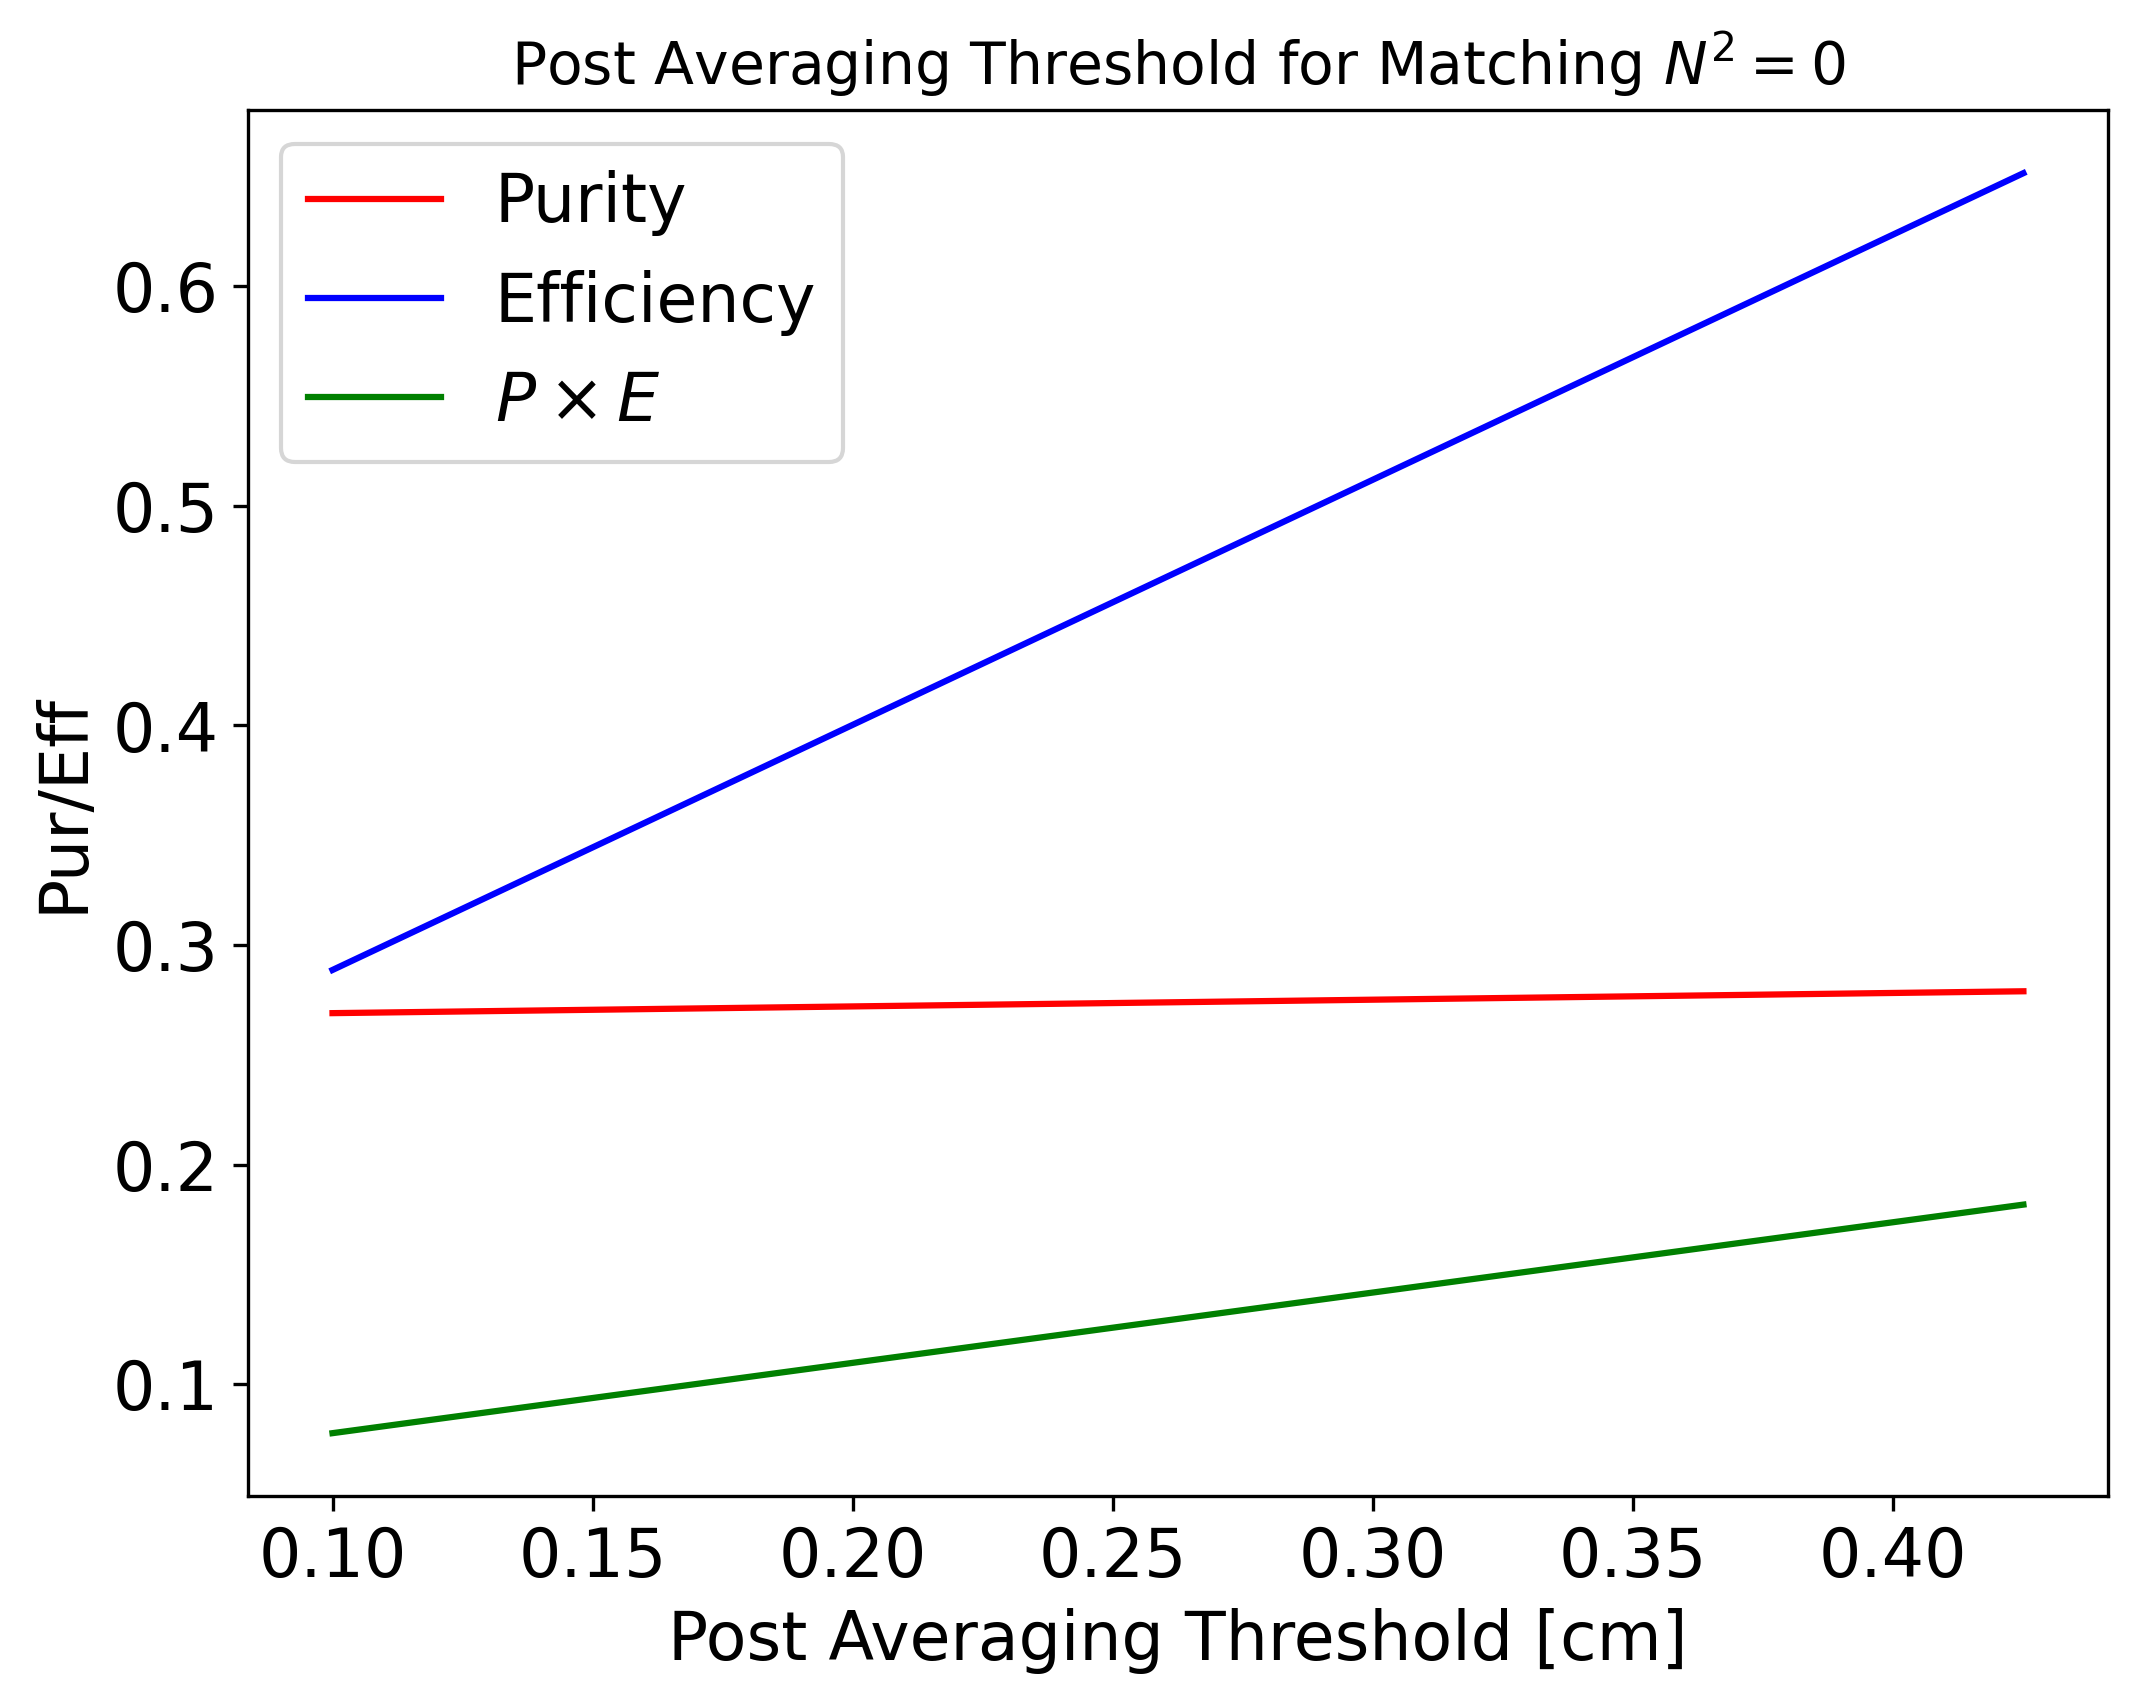 Post Averaging Threshold for Matching $N^2 = 0$
Purity
Efficiency
$P \times E$
Pur/Eff
0.6
0.5
0.4
0.3
0.2
0.1
0.10 0.15 0.20 0.25 0.30 0.35 0.40
Post Averaging Threshold [cm]